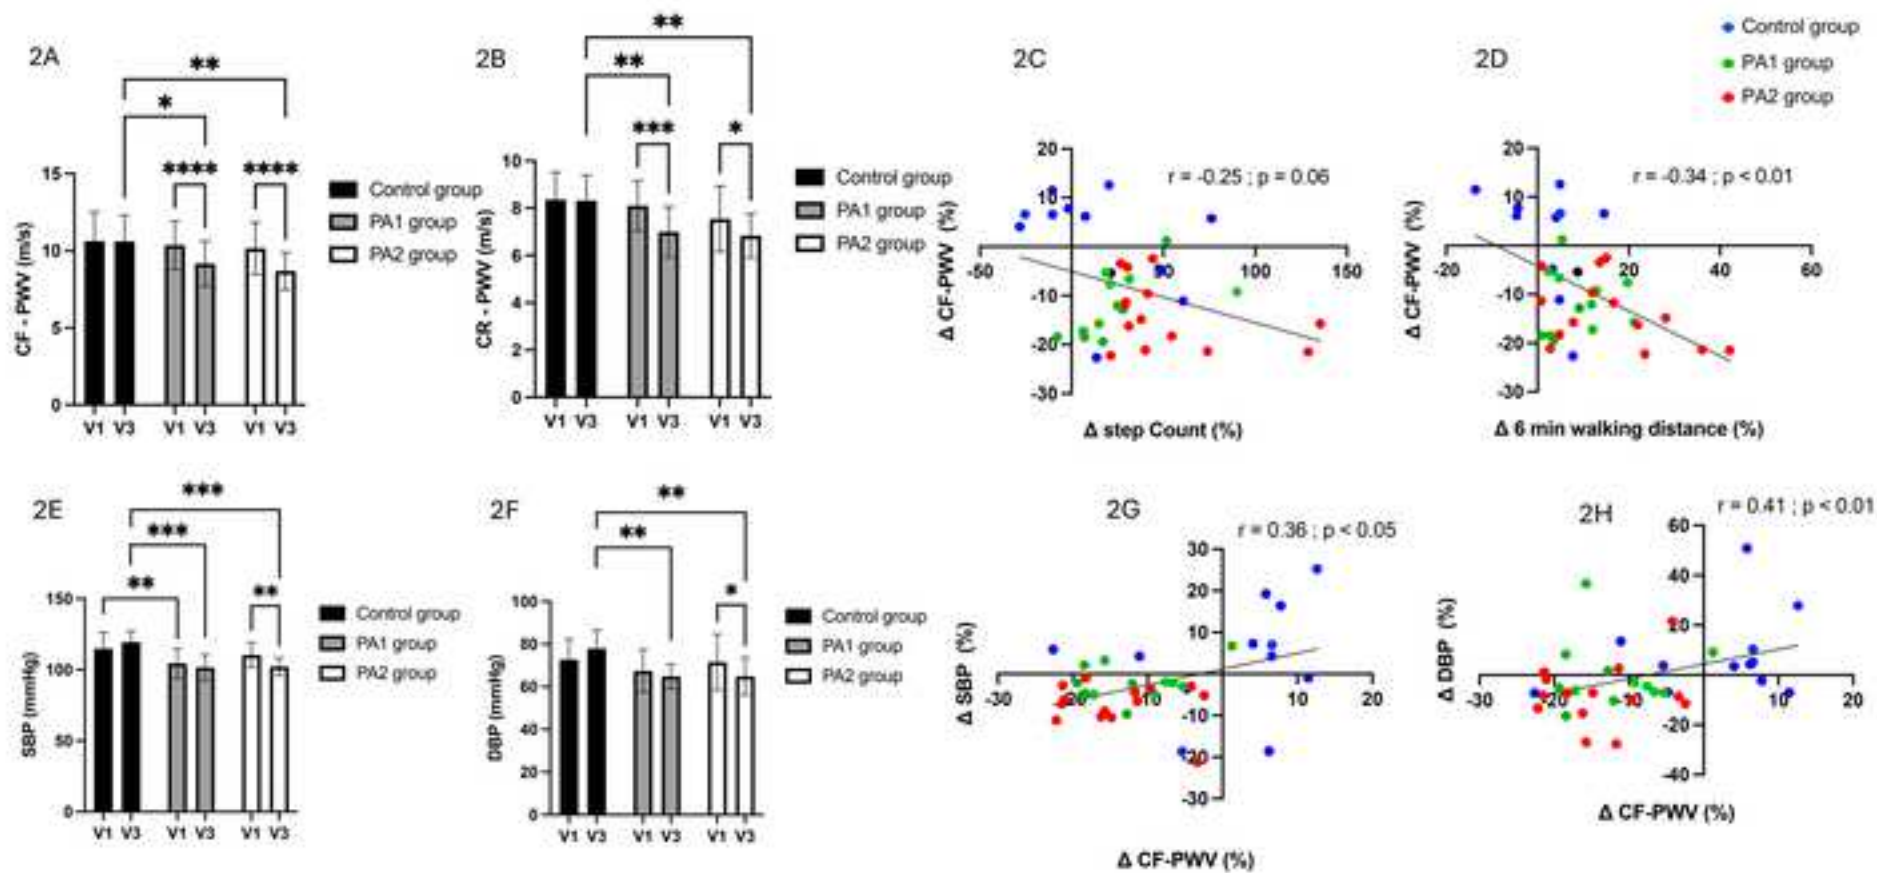 2A
**
*
****
****
15
10
5
0
CF - PWV (m/s)
V1 V3 V1 V3 V1 V3
Control group
PA1 group
PA2 group
2B
**
**
***
*
10
8
6
4
2
0
CR - PWV (m/s)
V1 V3 V1 V3 V1 V3
Control group
PA1 group
PA2 group
2C
r = -0.25 ; p = 0.06
20
10
-10
-20
-30
-50 50 100 150
Δ CF-PWV (%)
Δ step Count (%)
2D
Control group
PA1 group
PA2 group
r = -0.34 ; p < 0.01
20
10
-10
-20
-30
-20 20 40 60
Δ CF-PWV (%)
Δ 6 min walking distance (%)
2E
***
***
**
**
150
100
50
0
SBP (mmHg)
V1 V3 V1 V3 V1 V3
Control group
PA1 group
PA2 group
2F
**
**
*
100
80
60
40
20
0
DBP (mmHg)
V1 V3 V1 V3 V1 V3
Control group
PA1 group
PA2 group
2G
r = 0.36 ; p < 0.05
30
20
10
-10
-20
-30
-30 -20 -10 10 20
Δ SBP (%)
Δ CF-PWV (%)
2H
r = 0.41 ; p < 0.01
60
40
20
-20
-40
-30 -20 -10 10 20
Δ DBP (%)
Δ CF-PWV (%)